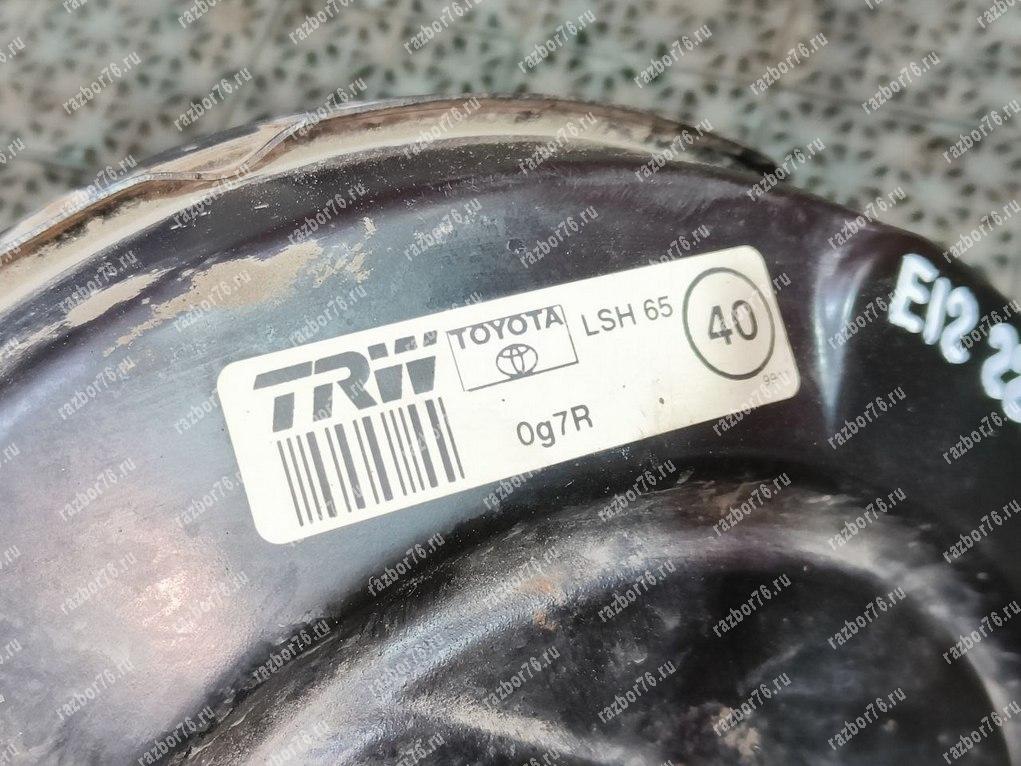 TRW
TOYOTA
LSH 65
40
0g7R
E12
razbor76.ru